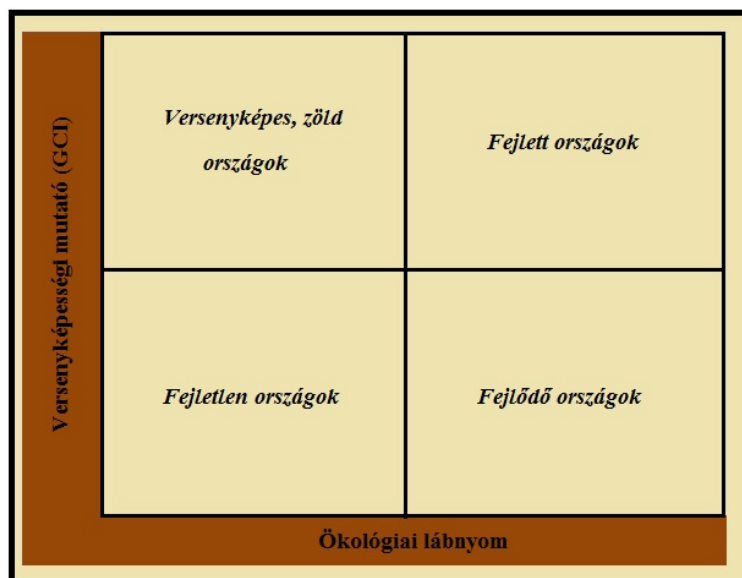 Versenyképességi mutató (GCI)
Versenyképes, zöld
országok
Fejlett országok
Fejletlen országok
Fejlődő országok
Ökológiai lábnyom